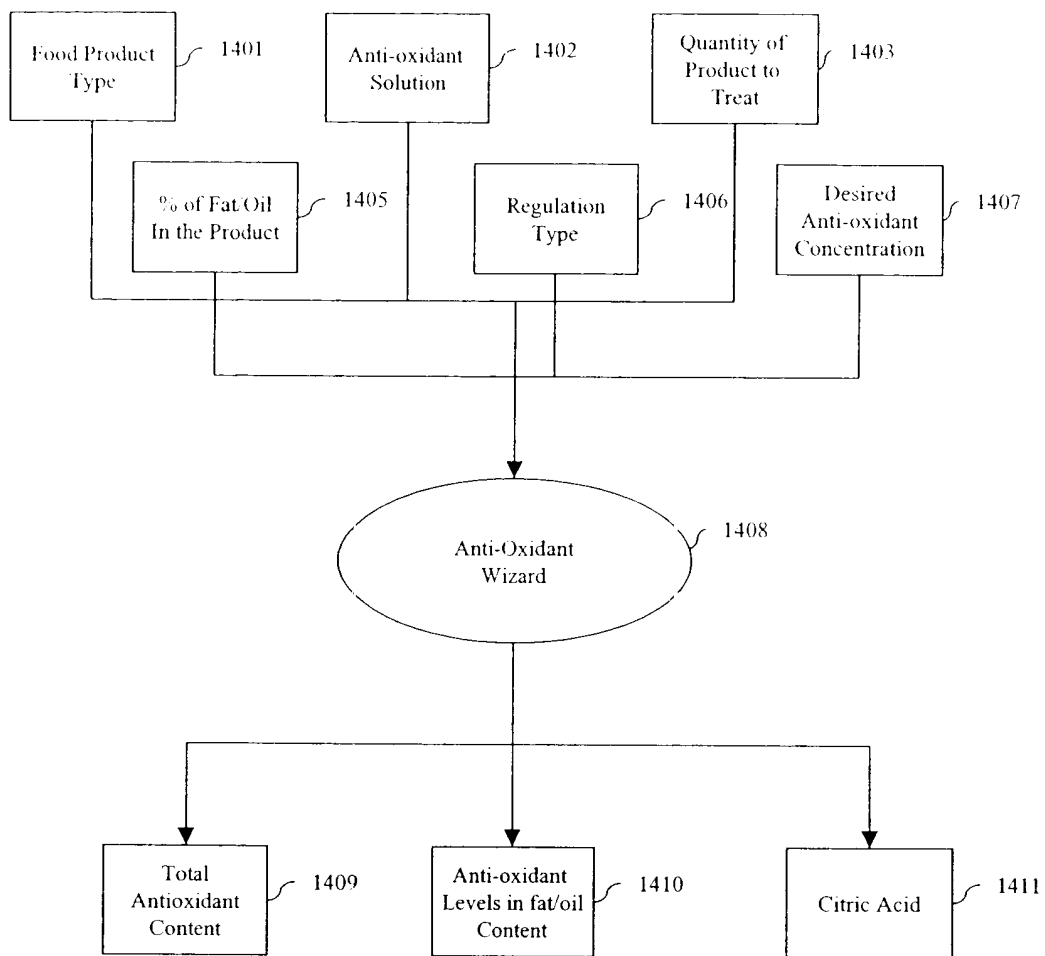 Food Product
Type
1401
Anti-oxidant
Solution
1402
Quantity of
Product to
Treat
1403
% of Fat/Oil
In the Product
1405
Regulation
Type
1406
Desired
Anti-oxidant
Concentration
1407
Anti-Oxidant
Wizard
1408
Total
Antioxidant
Content
1409
Anti-oxidant
Levels in fat/oil
Content
1410
Citric Acid
1411